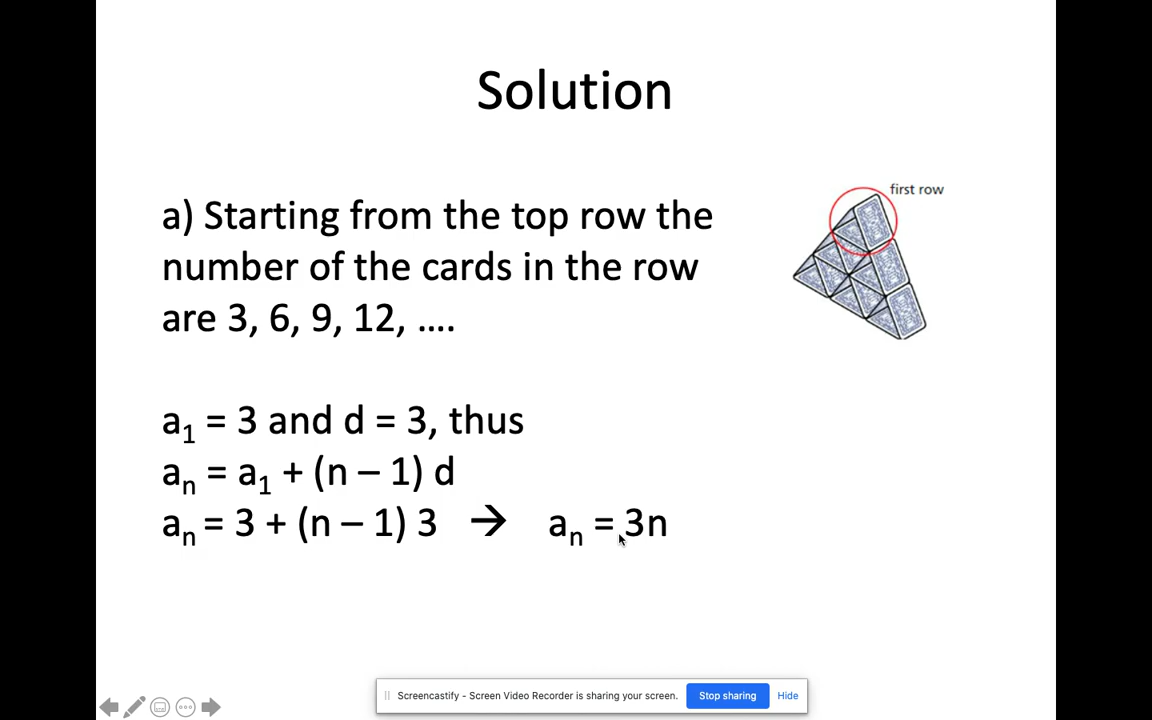 Solution
first row
a) Starting from the top row the
number of the cards in the row
are 3, 6, 9, 12, ....
a₁ = 3 and d = 3, thus
aₙ = a₁ + (n – 1) d
aₙ = 3 + (n – 1) 3 → aₙ = 3n
Screencastify - Screen Video Recorder is sharing your screen. Stop sharing Hide